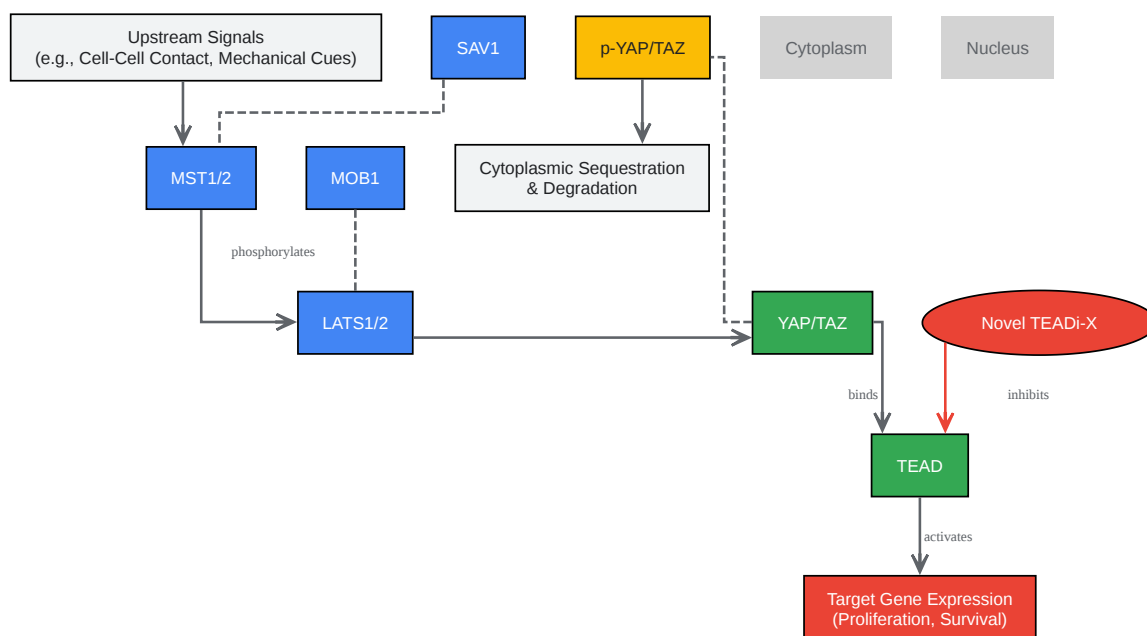 Upstream Signals
(e.g., Cell-Cell Contact, Mechanical Cues)
SAV1
p-YAP/TAZ
Cytoplasm
Nucleus
MST1/2
MOB1
Cytoplasmic Sequestration
& Degradation
phosphorylates
LATS1/2
YAP/TAZ
Novel TEADi-X
binds
inhibits
TEAD
activates
Target Gene Expression
(Proliferation, Survival)